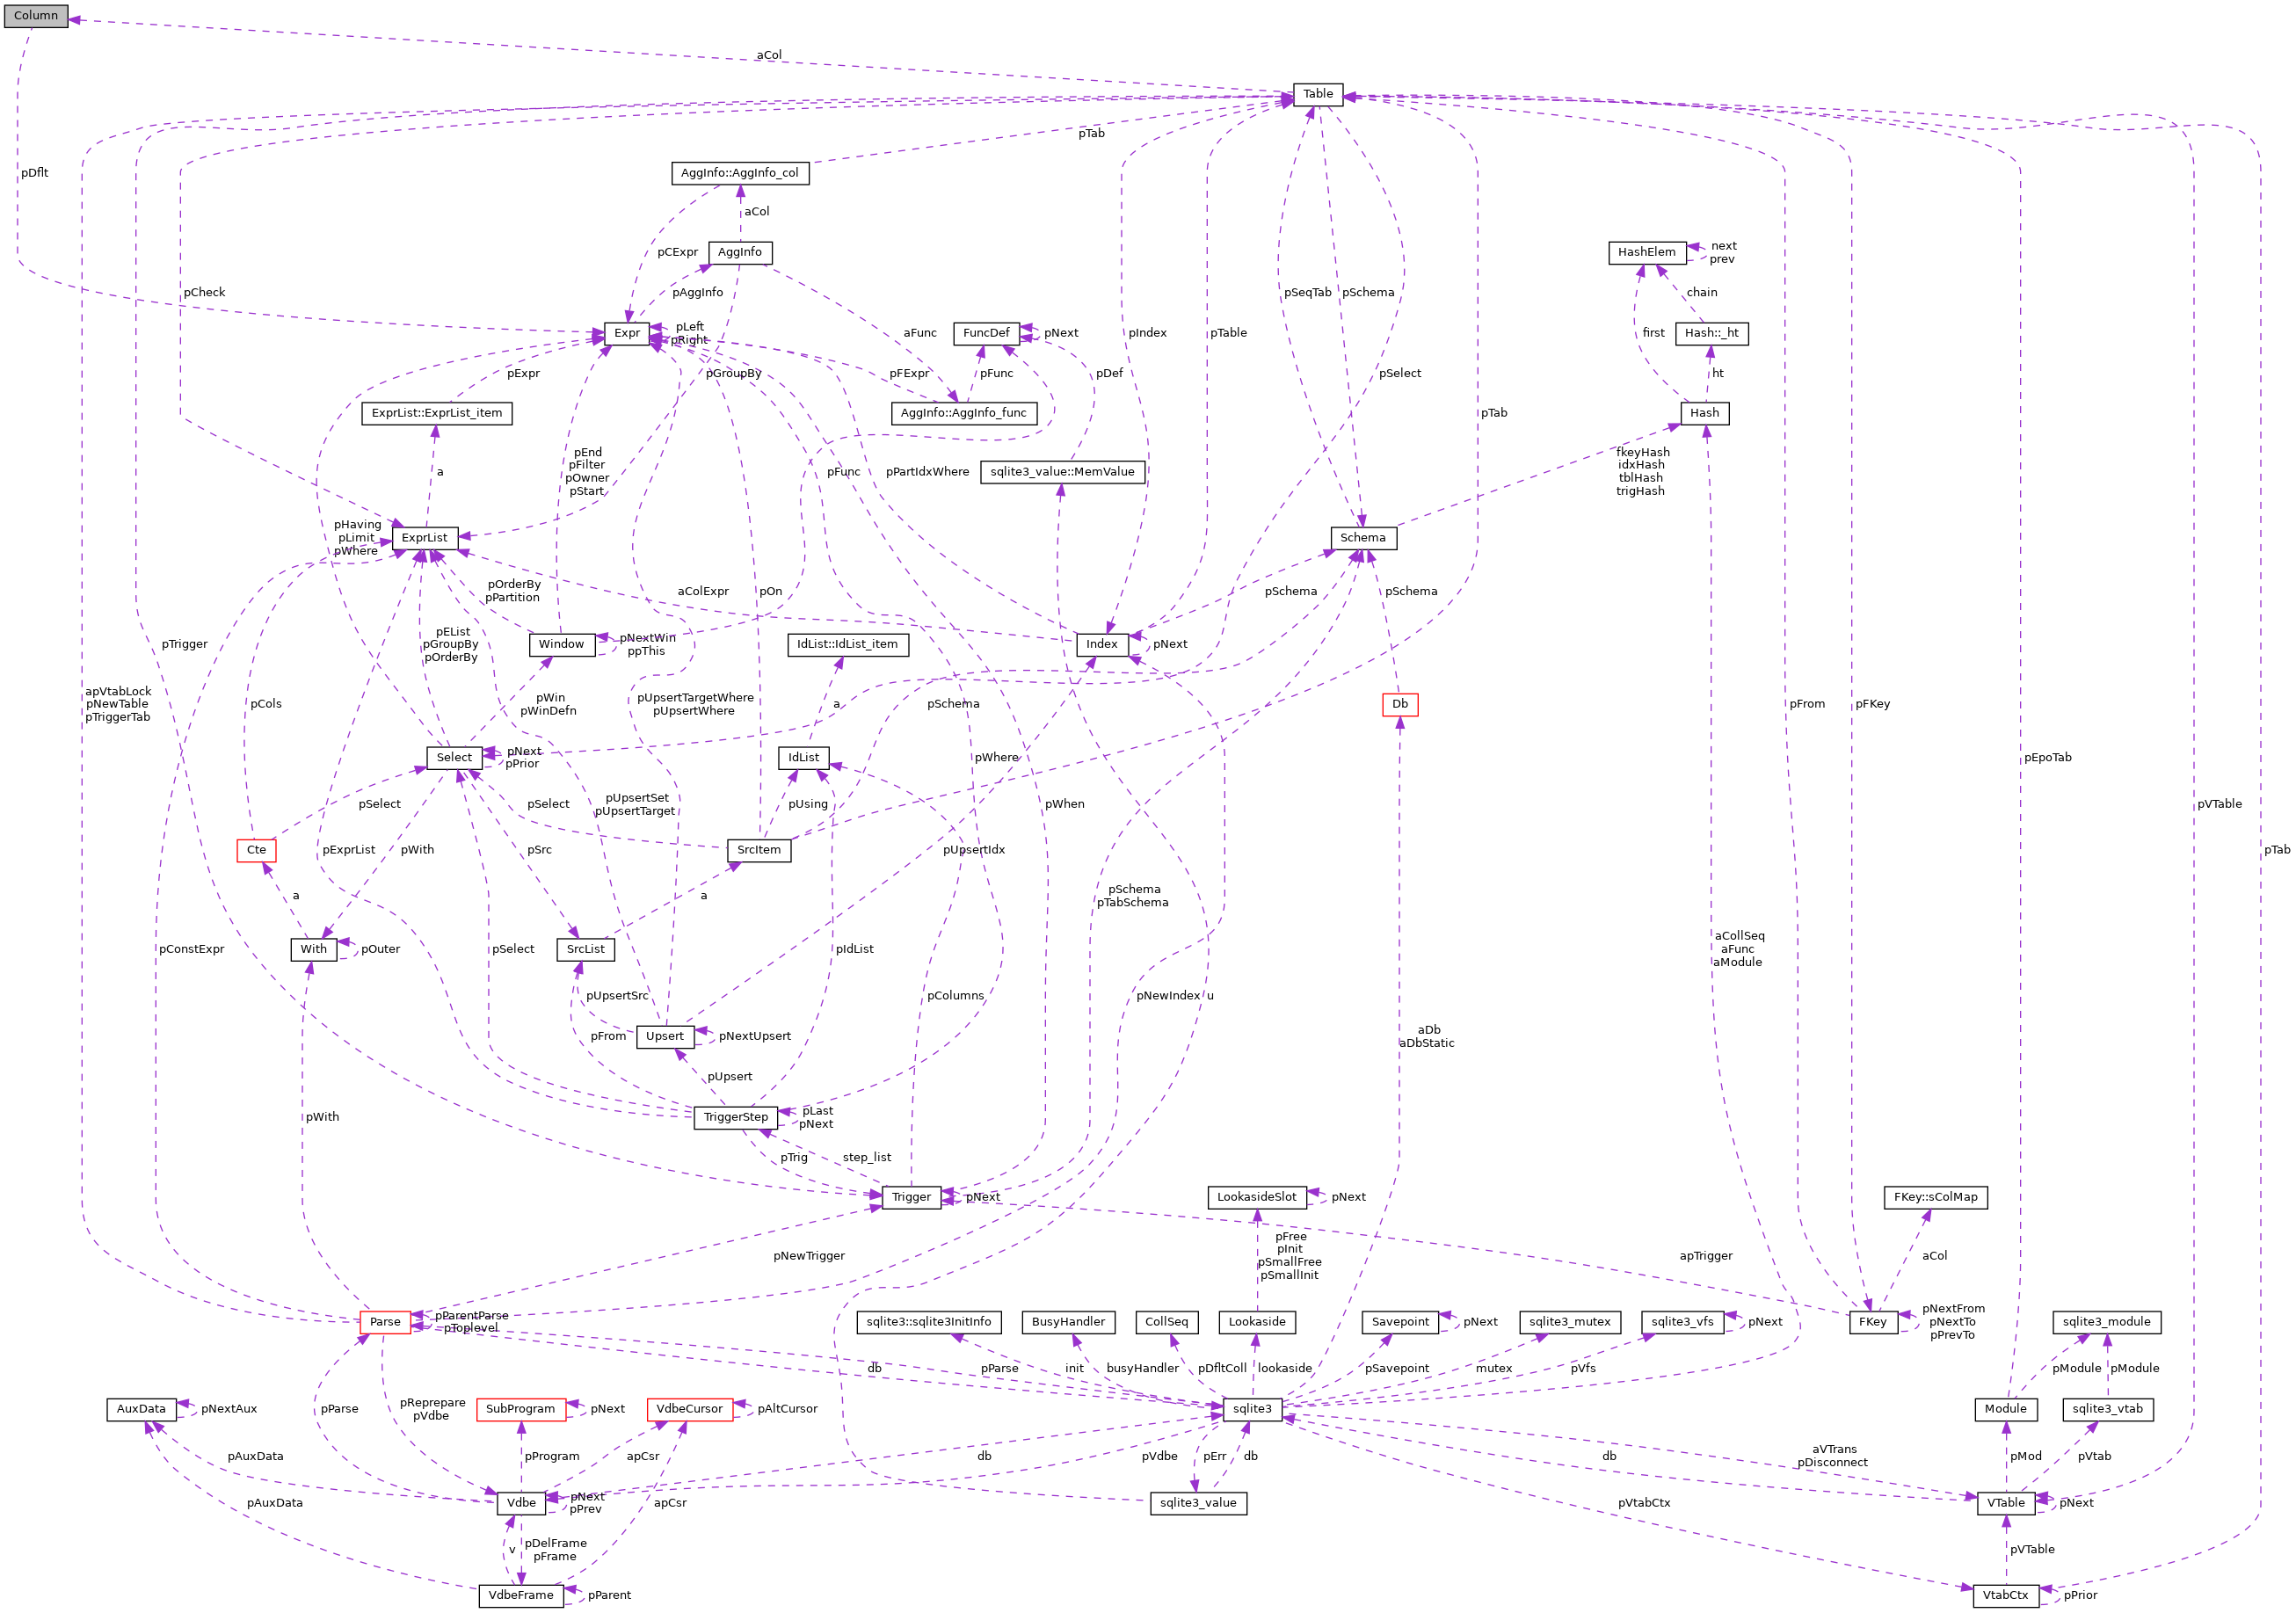 Column
aCol
Table
pTab
AggInfo::AggInfo_col
pDflt
aCol
pCExpr
AggInfo
HashElem
next
prev
pCheck
pAggInfo
pSeqTab
pSchema
chain
Expr
pLeft
pRight
aFunc
FuncDef
pNext
pIndex
pTable
first
Hash::_ht
pExpr
pGroupBy
pFExpr
pFunc
pDef
pSelect
ht
ExprList::ExprList_item
AggInfo::AggInfo_func
pTab
Hash
a
pEnd
pFilter
pOwner
pStart
pFunc
pPartIdxWhere
sqlite3_value::MemValue
fkeyHash
idxHash
tblHash
trigHash
pHaving
pLimit
pWhere
ExprList
Schema
pOrderBy
pPartition
aColExpr
pOn
pSchema
pSchema
pTrigger
pEList
pGroupBy
pOrderBy
Window
pNextWin
ppThis
IdList::IdList_item
Index
pNext
apVtabLock
pNewTable
pTriggerTab
pCols
pWin
pWinDefn
pUpsertTargetWhere
pUpsertWhere
a
pSchema
Db
pFrom
pFKey
Select
pNext
pPrior
IdList
pWhere
pEpoTab
pSelect
pSelect
pUpsertSet
pUpsertTarget
pUsing
pWhen
pVTable
Cte
pExprList
pWith
pSrc
SrcItem
pUpsertIdx
pTab
a
a
pSchema
pTabSchema
pConstExpr
With
pOuter
pSelect
SrcList
pIdList
aCollSeq
aFunc
aModule
pUpsertSrc
pColumns
pNewIndex
u
pFrom
Upsert
pNextUpsert
aDb
aDbStatic
pUpsert
pWith
TriggerStep
pLast
pNext
pTrig
step_list
Trigger
pNext
LookasideSlot
pNext
FKey::sColMap
pNewTrigger
pFree
pInit
pSmallFree
pSmallInit
apTrigger
aCol
Parse
pParentParse
pToplevel
sqlite3::sqlite3InitInfo
BusyHandler
CollSeq
Lookaside
Savepoint
pNext
sqlite3_mutex
sqlite3_vfs
pNext
FKey
pNextFrom
pNextTo
pPrevTo
sqlite3_module
db
pParse
init
busyHandler
pDfltColl
lookaside
pSavepoint
mutex
pVfs
pModule
pModule
AuxData
pNextAux
pParse
pReprepare
pVdbe
SubProgram
pNext
VdbeCursor
pAltCursor
sqlite3
Module
sqlite3_vtab
pAuxData
pProgram
apCsr
db
pVdbe
pErr
db
db
aVTrans
pDisconnect
pMod
pVtab
pAuxData
Vdbe
pNext
pPrev
apCsr
sqlite3_value
pVtabCtx
VTable
pNext
v
pDelFrame
pFrame
pVTable
VdbeFrame
pParent
VtabCtx
pPrior